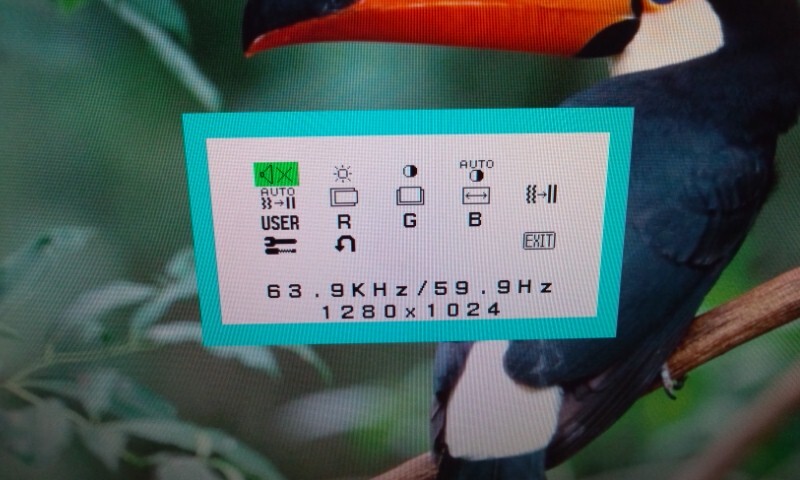 AUTO
AUTO
USER R G B
EXIT
63.9KHz/59.9Hz
1280x1024